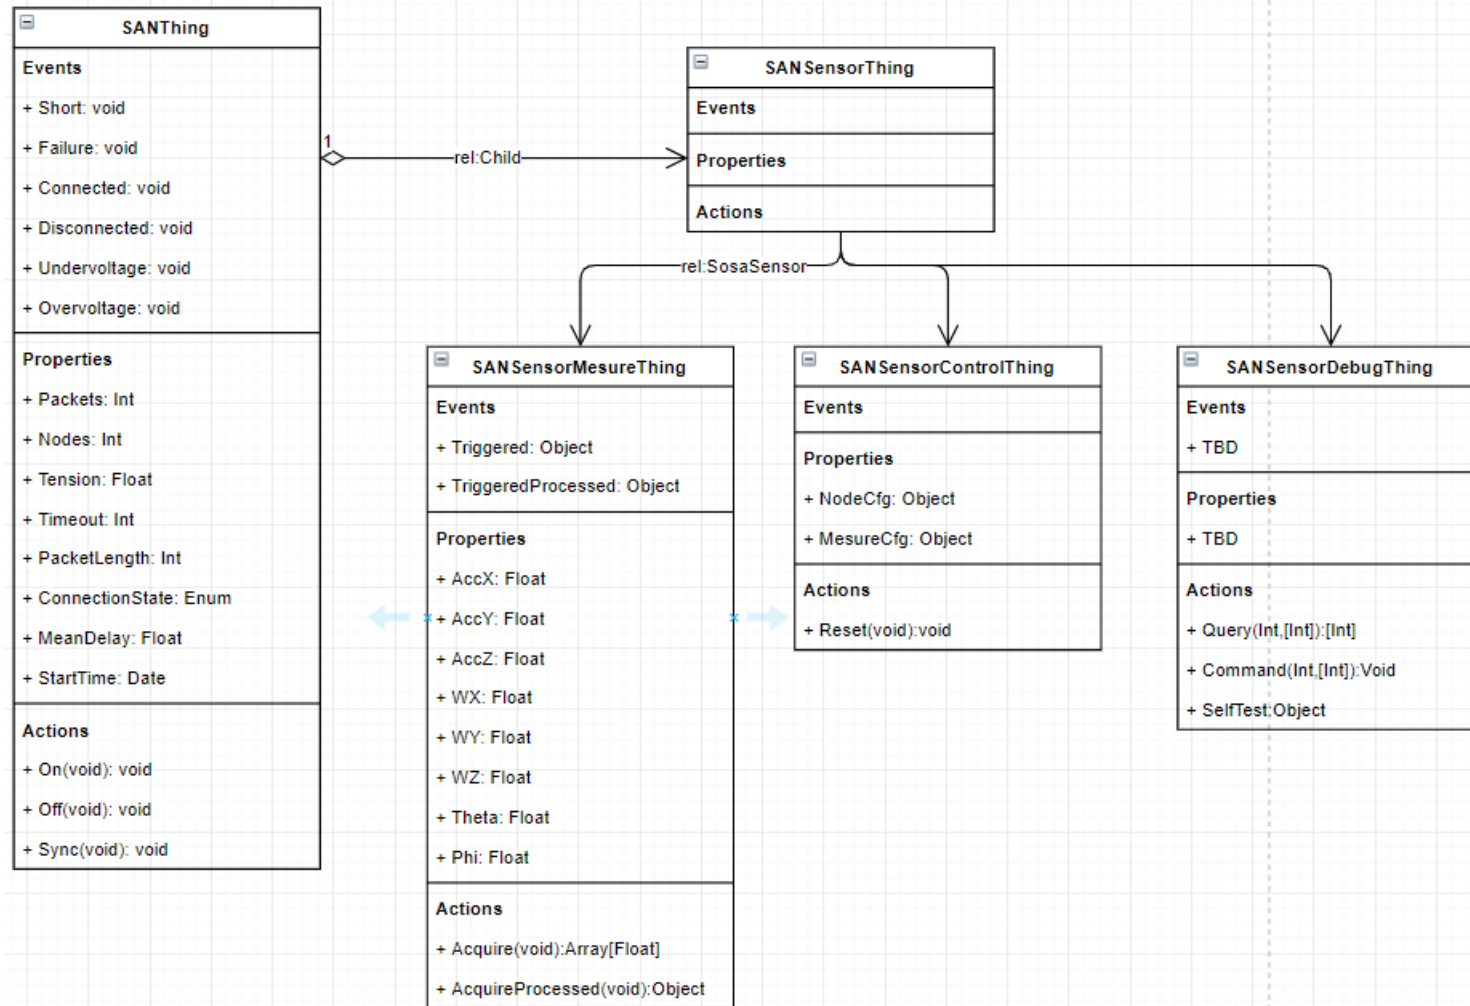 SANThing
Events
+ Short: void
+ Failure: void
+ Connected: void
+ Disconnected: void
+ Undervoltage: void
+ Overvoltage: void
Properties
+ Packets: Int
+ Nodes: Int
+ Tension: Float
+ Timeout: Int
+ PacketLength: Int
+ ConnectionState: Enum
+ MeanDelay: Float
+ StartTime: Date
Actions
+ On(void): void
+ Off(void): void
+ Sync(void): void
1
rel:Child
SANSensorThing
Events
Properties
Actions
rel:SosaSensor
SANSensorMesureThing
Events
+ Triggered: Object
+ TriggeredProcessed: Object
Properties
+ AccX: Float
+ AccY: Float
+ AccZ: Float
+ WX: Float
+ WY: Float
+ WZ: Float
+ Theta: Float
+ Phi: Float
Actions
+ Acquire(void):Array[Float]
+ AcquireProcessed(void):Object
SANSensorControlThing
Events
Properties
+ NodeCfg: Object
+ MesureCfg: Object
Actions
+ Reset(void):void
SANSensorDebugThing
Events
+ TBD
Properties
+ TBD
Actions
+ Query(Int,[Int]):[Int]
+ Command(Int,[Int]):Void
+ SelfTest:Object